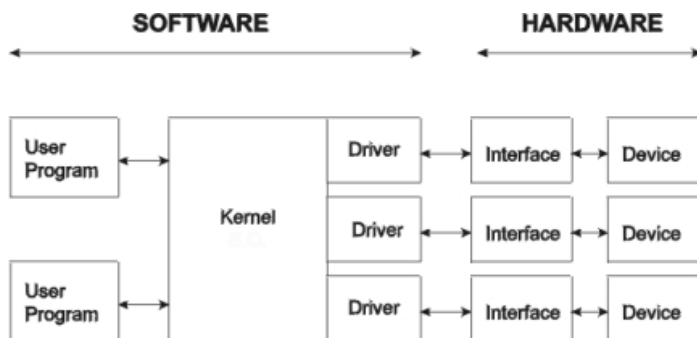 SOFTWARE
HARDWARE
User
Program
Driver
Interface
Device
Kernel
Driver
Interface
Device
User
Program
Driver
Interface
Device